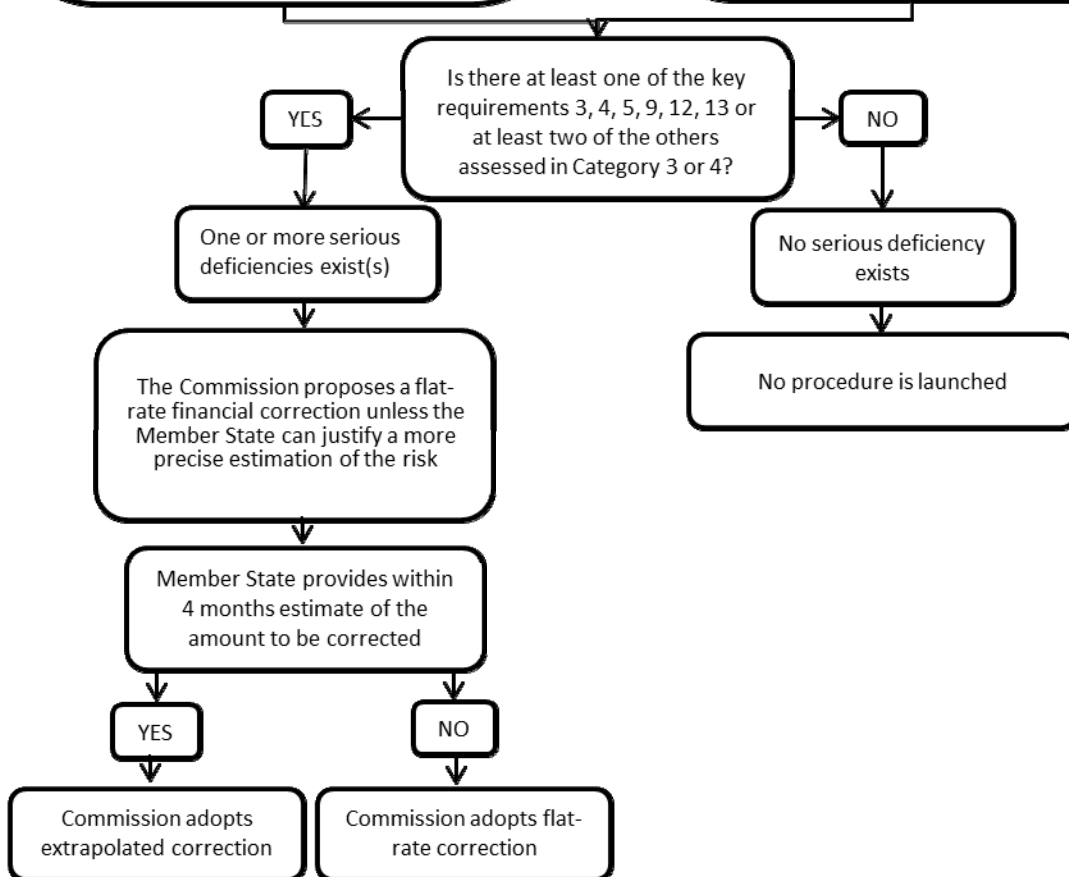 Is there at least one of the key
requirements 3, 4, 5, 9, 12, 13 or
at least two of the others
assessed in Category 3 or 4?
YES
NO
One or more serious
deficiencies exist(s)
No serious deficiency
exists
The Commission proposes a flat-
rate financial correction unless the
Member State can justify a more
precise estimation of the risk
No procedure is launched
Member State provides within
4 months estimate of the
amount to be corrected
YES
NO
Commission adopts
extrapolated correction
Commission adopts flat-
rate correction